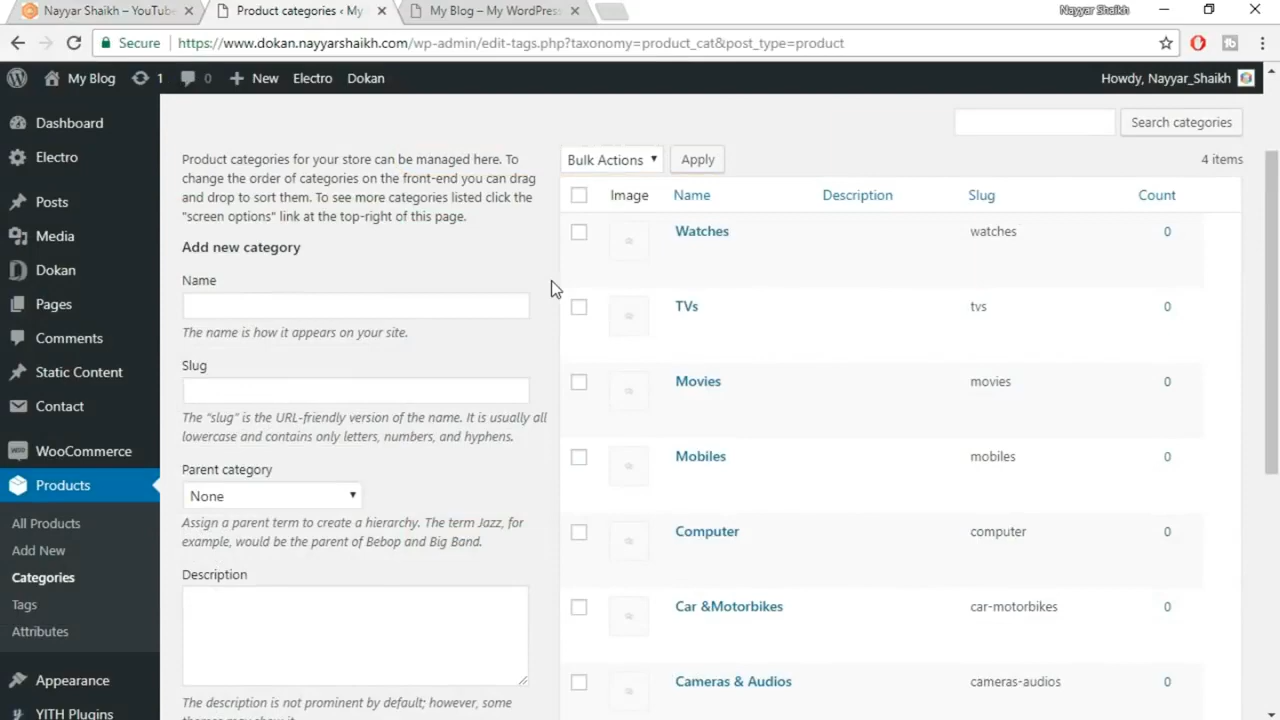 Nayyar Shaikh – YouTub
Product categories ‹ My
My Blog – My WordPress
Nayyar Shaikh
Secure
https://www.dokan.nayyarshaikh.com/wp-admin/edit-tags.php?taxonomy=product_cat&post_type=product
My Blog
1
0
New
Electro
Dokan
Howdy, Nayyar_Shaikh
Dashboard
Electro
Posts
Media
Dokan
Pages
Comments
Static Content
Contact
WooCommerce
Products
All Products
Add New
Categories
Tags
Attributes
Appearance
YITH Plugins
Product categories for your store can be managed here. To
change the order of categories on the front-end you can drag
and drop to sort them. To see more categories listed click the
"screen options" link at the top-right of this page.
Add new category
Name
The name is how it appears on your site.
Slug
The “slug” is the URL-friendly version of the name. It is usually all
lowercase and contains only letters, numbers, and hyphens.
Parent category
None
Assign a parent term to create a hierarchy. The term Jazz, for
example, would be the parent of Bebop and Big Band.
Description
The description is not prominent by default; however, some
Search categories
Bulk Actions
Apply
4 items
Image Name Description Slug Count
Watches watches 0
TVs tvs 0
Movies movies 0
Mobiles mobiles 0
Computer computer 0
Car &Motorbikes car-motorbikes 0
Cameras & Audios cameras-audios 0